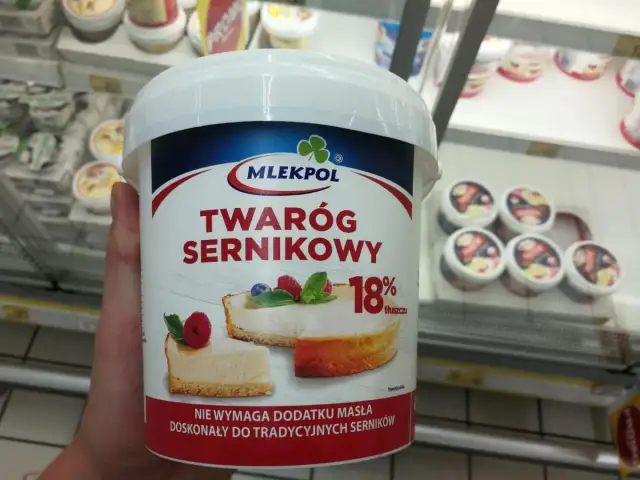 MLEKPOL
®
TWARÓG
SERNIKOWY
18%
tłuszczu
NIE WYMAGA DODATKU MASŁA
DOSKONAŁY DO TRADYCYJNYCH SERNIKÓW